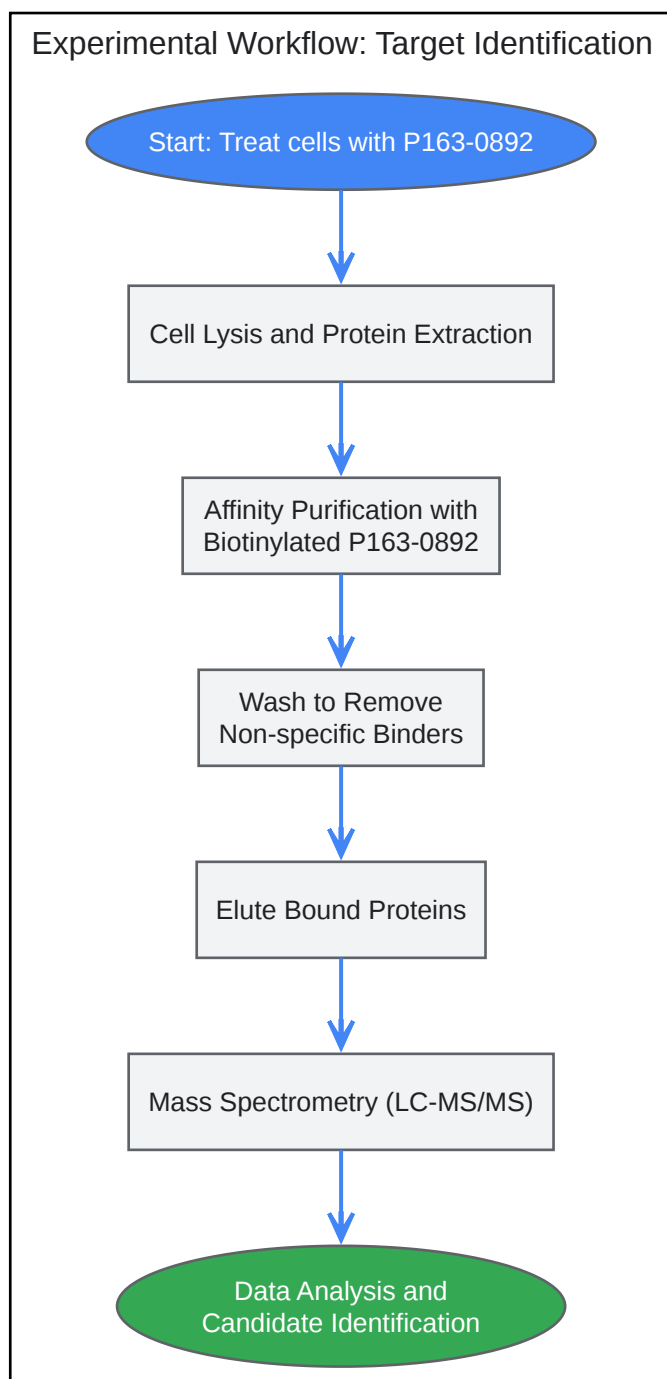 Experimental Workflow: Target Identification
Start: Treat cells with P163-0892
Cell Lysis and Protein Extraction
Affinity Purification with
Biotinylated P163-0892
Wash to Remove
Non-specific Binders
Elute Bound Proteins
Mass Spectrometry (LC-MS/MS)
Data Analysis and
Candidate Identification